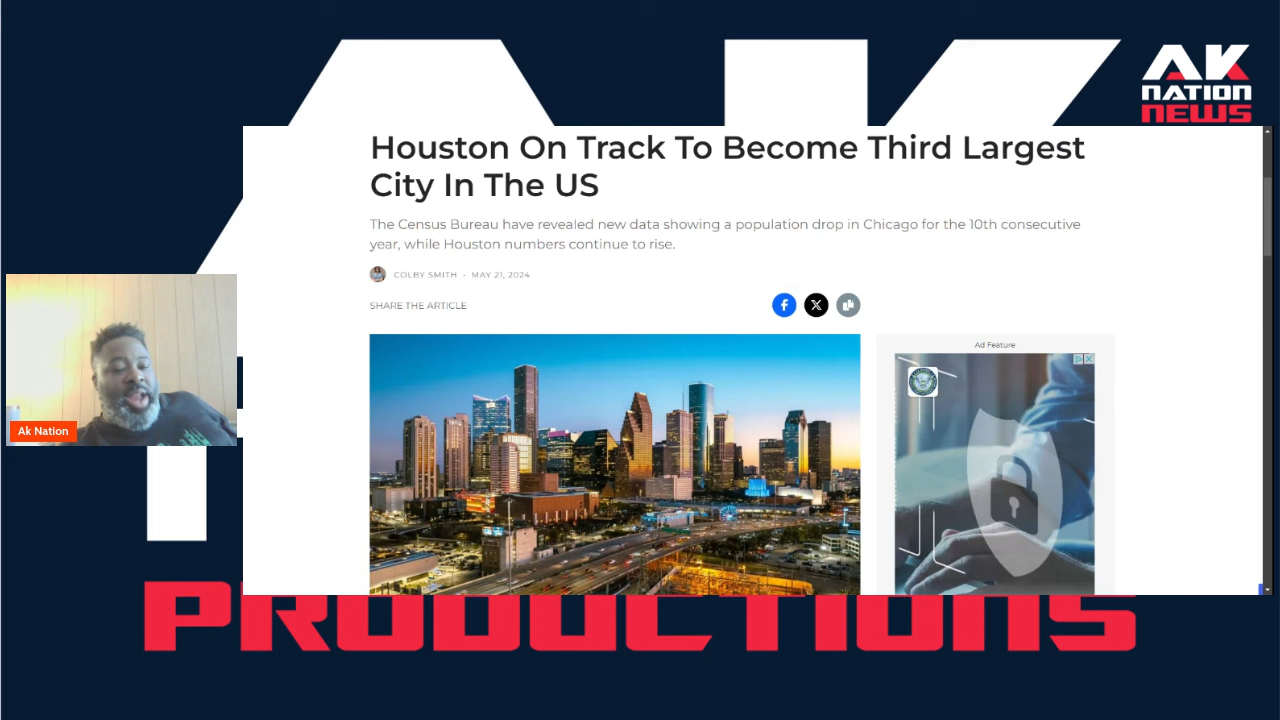 AK
NATION
NEWS
Houston On Track To Become Third Largest
City In The US
The Census Bureau have revealed new data showing a population drop in Chicago for the 10th consecutive
year, while Houston numbers continue to rise.
COLBY SMITH - MAY 21, 2024
SHARE THE ARTICLE
Ad Feature
Ak Nation
PRODUCTIONS